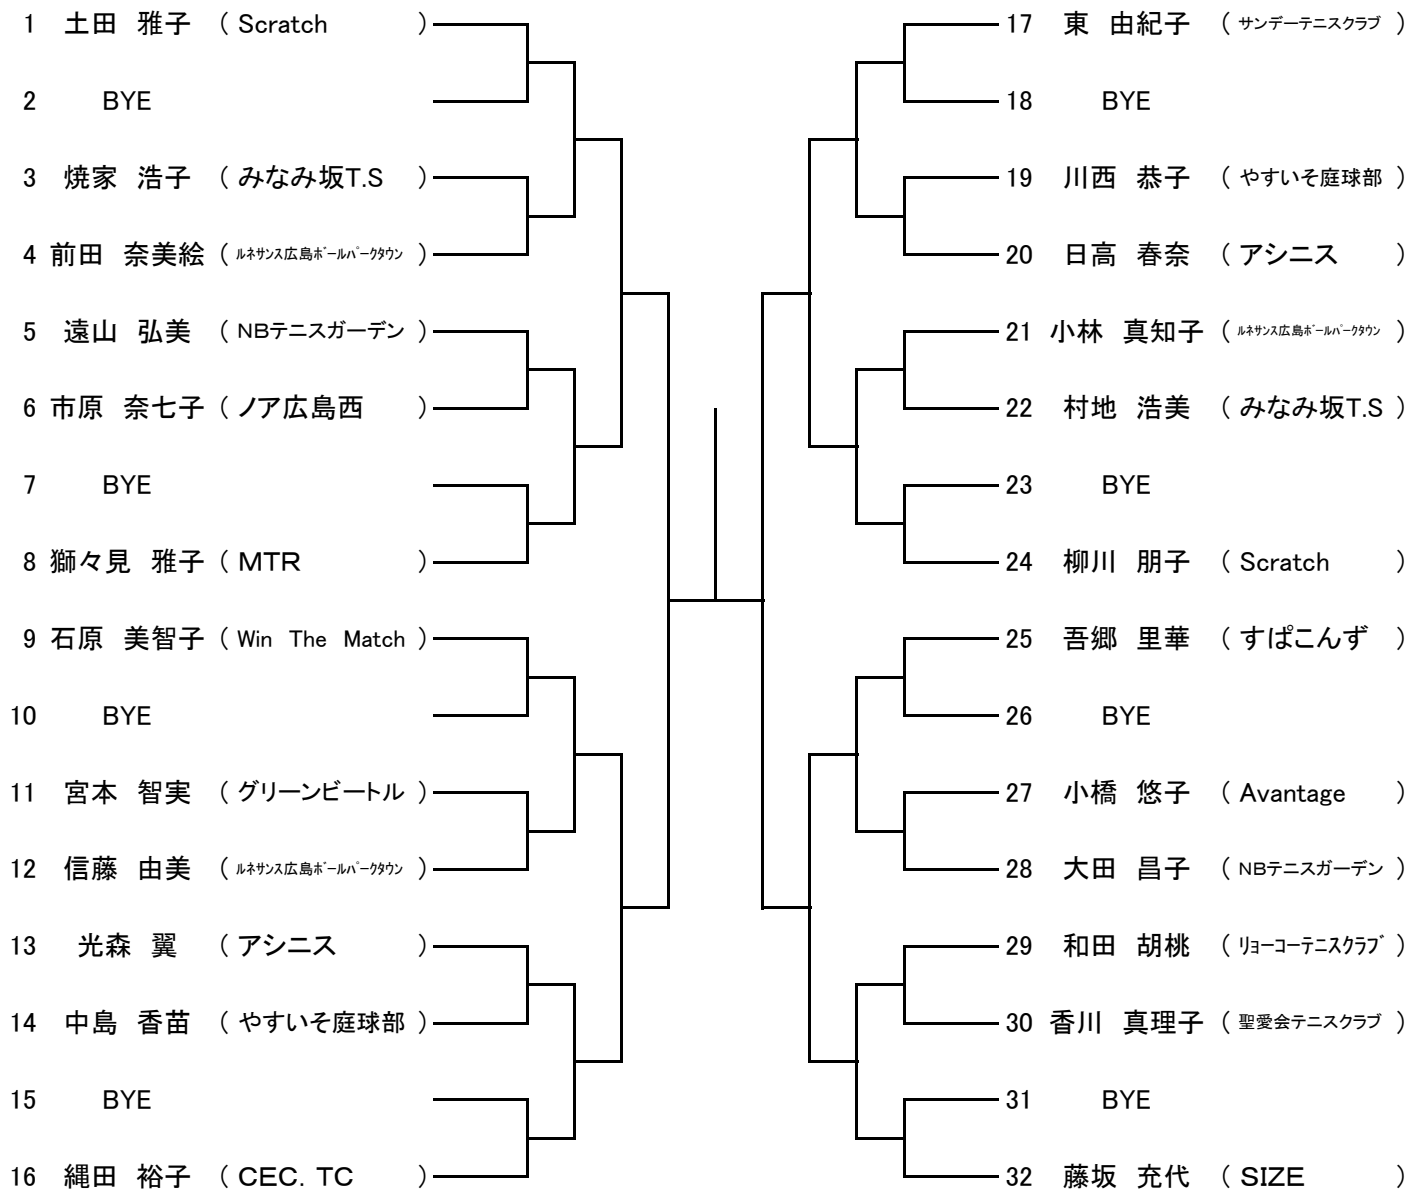 1 土田 雅子 ( Scratch )
2 BYE
3 焼家 浩子 ( みなみ坂T.S )
4 前田 奈美絵 ( ﾙﾈｻﾝｽ広島ﾎﾞｰﾙﾊﾟｰｸﾀｳﾝ )
5 遠山 弘美 ( NBテニスガーデン )
6 市原 奈七子 ( ノア広島西 )
7 BYE
8 獅々見 雅子 ( MTR )
9 石原 美智子 ( Win The Match )
10 BYE
11 宮本 智実 ( グリーンビートル )
12 信藤 由美 ( ﾙﾈｻﾝｽ広島ﾎﾞｰﾙﾊﾟｰｸﾀｳﾝ )
13 光森 翼 ( アシニス )
14 中島 香苗 ( やすいそ庭球部 )
15 BYE
16 縄田 裕子 ( CEC. TC )
17 東 由紀子 ( サンデーテニスクラブ )
18 BYE
19 川西 恭子 ( やすいそ庭球部 )
20 日高 春奈 ( アシニス )
21 小林 真知子 ( ﾙﾈｻﾝｽ広島ﾎﾞｰﾙﾊﾟｰｸﾀｳﾝ )
22 村地 浩美 ( みなみ坂T.S )
23 BYE
24 柳川 朋子 ( Scratch )
25 吾郷 里華 ( すぱこんず )
26 BYE
27 小橋 悠子 ( Avantage )
28 大田 昌子 ( NBテニスガーデン )
29 和田 胡桃 ( ﾘｮｰｺｰﾃﾆｽｸﾗﾌﾞ )
30 香川 真理子 ( 聖愛会テニスクラブ )
31 BYE
32 藤坂 充代 ( SIZE )